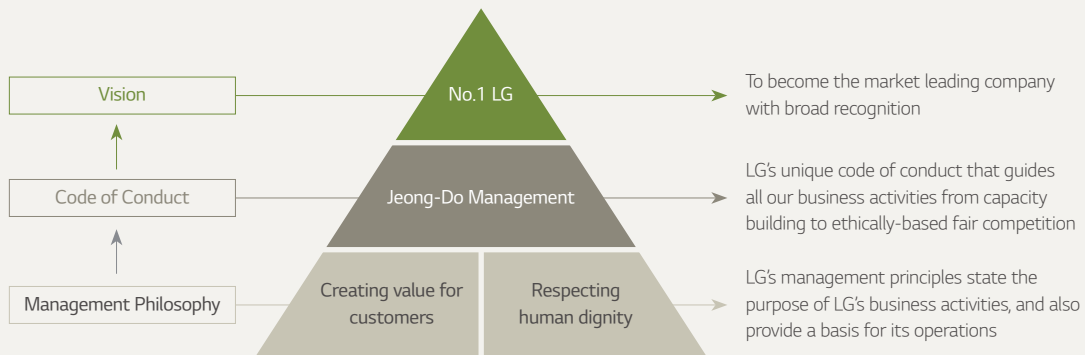 Vision
No.1 LG
To become the market leading company
with broad recognition
Code of Conduct
Jeong-Do Management
LG's unique code of conduct that guides
all our business activities from capacity
building to ethically-based fair competition
Management Philosophy
Creating value for
customers
Respecting
human dignity
LG's management principles state the
purpose of LG's business activities, and also
provide a basis for its operations